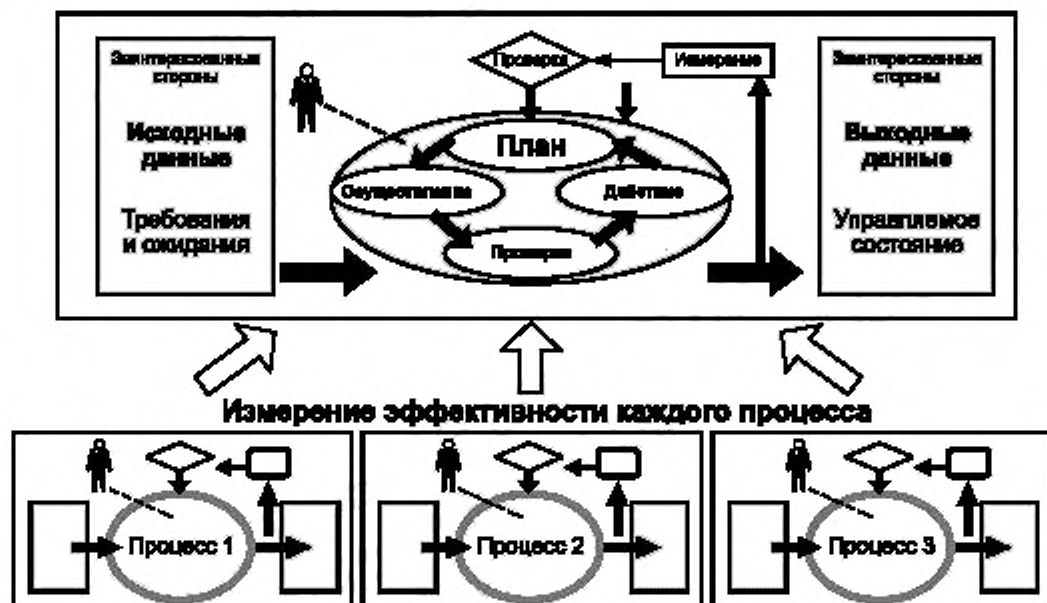 Заинтересованные
стороны
Исходные
данные
Требования
и ожидания
Проверка
Измерение
План
Осуществление
Действие
Проверка
Заинтересованные
стороны
Выходные
данные
Управляемое
состояние
Измерение эффективности каждого процесса
Процесс 1
Процесс 2
Процесс 3